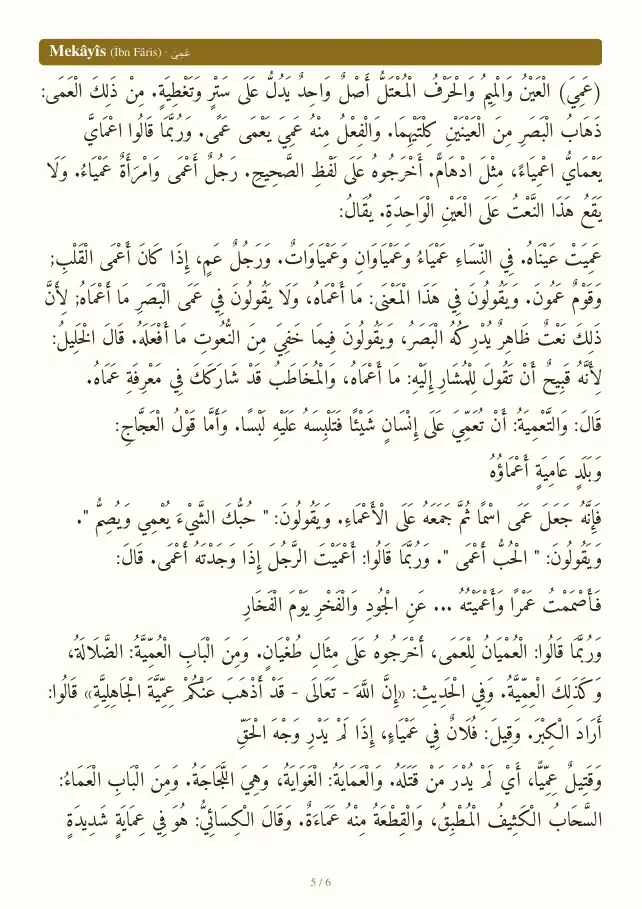 Mekâyîs (İbn Fâris) · عَمِيَ
(عَمِيَ) الْعَيْنُ وَالْمِيمُ وَالْحَرْفُ الْمُعْتَلُّ أَصْلٌ وَاحِدٌ يَدُلُّ عَلَى سَتْرٍ وَتَغْطِيَةٍ. مِنْ ذَلِكَ الْعَمَى:
ذَهَابُ الْبَصَرِ مِنَ الْعَيْنَيْنِ كِلْتَيْهِمَا. وَالْفِعْلُ مِنْهُ عَمِيَ يَعْمَى عَمًى. وَرُبَّمَا قَالُوا اعْمَايَّ
يَعْمَايُّ اعْمِيَاءً، مِثْلَ ادْهَامَّ. أَخْرَجُوهُ عَلَى لَفْظِ الصَّحِيحِ. رَجُلٌ أَعْمَى وَامْرَأَةٌ عَمْيَاءُ. وَلَا
يَقَعُ هَذَا النَّعْتُ عَلَى الْعَيْنِ الْوَاحِدَةِ. يُقَالُ:
عَمِيَتْ عَيْنَاهُ. فِي النِّسَاءِ عَمْيَاءُ وَعَمْيَاوَانِ وَعَمْيَاوَاتٌ. وَرَجُلٌ عَمٍ، إِذَا كَانَ أَعْمَى الْقَلْبِ;
وَقَوْمٌ عَمُونَ. وَيَقُولُونَ فِي هَذَا الْمَعْنَى: مَا أَعْمَاهُ، وَلَا يَقُولُونَ فِي عَمَى الْبَصَرِ مَا أَعْمَاهُ; لِأَنَّ
ذَلِكَ نَعْتٌ ظَاهِرٌ يُدْرِكُهُ الْبَصَرُ، وَيَقُولُونَ فِيمَا خَفِيَ مِنَ النُّعُوتِ مَا أَفْعَلَهُ. قَالَ الْخَلِيلُ:
لِأَنَّهُ قَبِيحٌ أَنْ تَقُولَ لِلْمُشَارِ إِلَيْهِ: مَا أَعْمَاهُ، وَالْمُخَاطَبُ قَدْ شَارَكَكَ فِي مَعْرِفَةِ عَمَاهُ.
قَالَ: وَالتَّعْمِيَةُ: أَنْ تُعَمِّيَ عَلَى إِنْسَانٍ شَيْئًا فَتَلْبِسَهُ عَلَيْهِ لَبْسًا. وَأَمَّا قَوْلُ الْعَجَّاجِ:
وَبَلَدٍ عَامِيَةٍ أَعْمَاؤُهُ
فَإِنَّهُ جَعَلَ عَمَى اسْمًا ثُمَّ جَمَعَهُ عَلَى الْأَعْمَاءِ. وَيَقُولُونَ: " حُبُّكَ الشَّيْءَ يُعْمِي وَيُصِمُّ ".
وَيَقُولُونَ: " الْحُبُّ أَعْمَى ". وَرُبَّمَا قَالُوا: أَعْمَيْتَ الرَّجُلَ إِذَا وَجَدْتَهُ أَعْمَى. قَالَ:
فَأَصْمَمْتُ عَمْرًا وَأَعْمَيْتُهُ ... عَنِ الْجُودِ وَالْفَخْرِ يَوْمَ الْفَخَارِ
وَرُبَّمَا قَالُوا: الْعُمْيَانُ لِلْعَمَى، أَخْرَجُوهُ عَلَى مِثَالِ طُغْيَانٍ. وَمِنَ الْبَابِ الْعُمِّيَّةُ: الضَّلَالَةُ،
وَكَذَلِكَ الْعِمِّيَّةُ. وَفِي الْحَدِيثِ: «إِنَّ اللَّهَ - تَعَالَى - قَدْ أَذْهَبَ عَنْكُمْ عِمِّيَّةَ الْجَاهِلِيَّةِ» قَالُوا:
أَرَادَ الْكِبْرَ. وَقِيلَ: فُلَانٌ فِي عَمْيَاءٍ، إِذَا لَمْ يَدْرِ وَجْهَ الْحَقِّ
وَقَتِيلٌ عِمِّيًّا، أَيْ لَمْ يُدْرَ مَنْ قَتَلَهُ. وَالْعَمَايَةُ: الْغَوَايَةُ، وَهِيَ اللَّجَاجَةُ. وَمِنَ الْبَابِ الْعَمَاءُ:
السَّحَابُ الْكَثِيفُ الْمُطْبِقُ، وَالْقِطْعَةُ مِنْهُ عَمَاءَةٌ. وَقَالَ الْكِسَائِيُّ: هُوَ فِي عِمَايَةٍ شَدِيدَةٍ
5 / 6